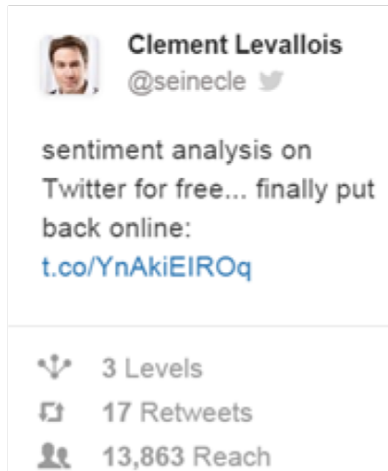 Clement Levallois
@seinecle
sentiment analysis on
Twitter for free... finally put
back online:
t.co/YnAkiEIROq
3 Levels
17 Retweets
13,863 Reach